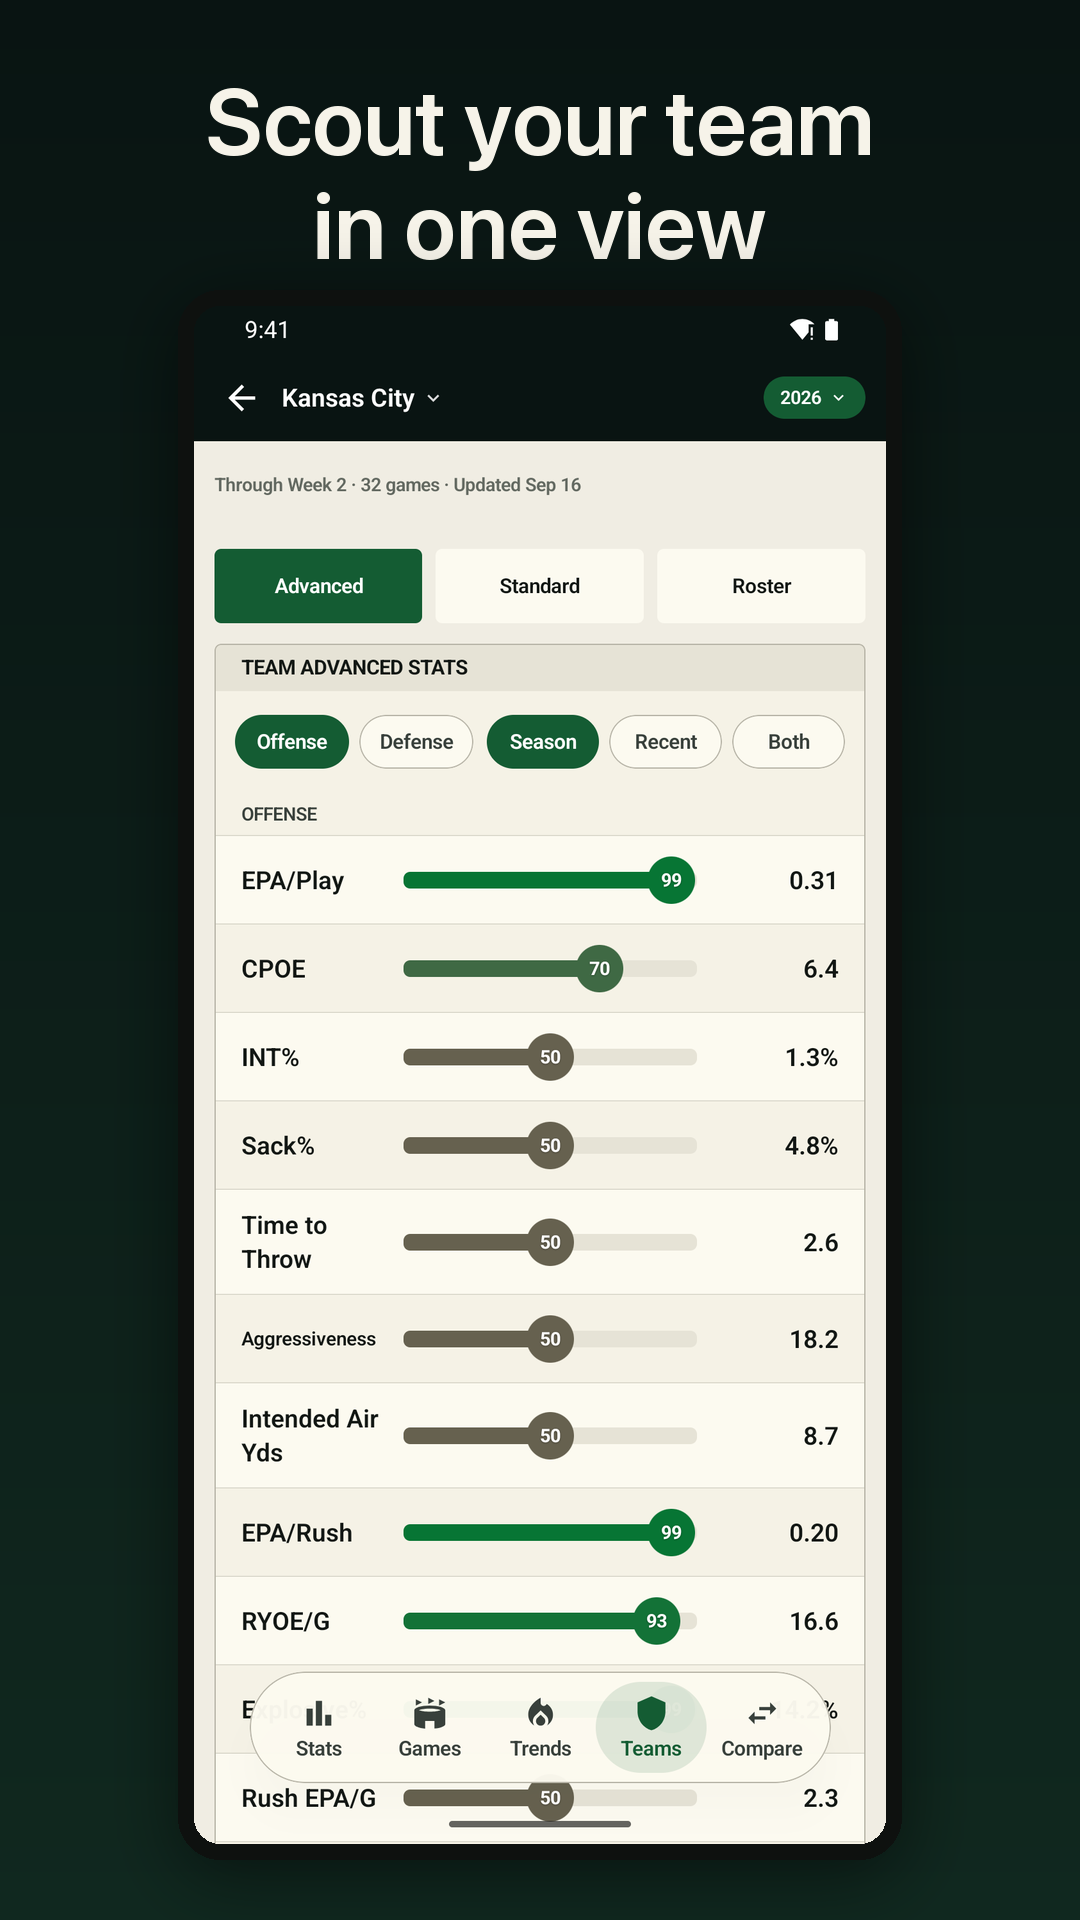 Scout your team
in one view
9:41
Kansas City
2026
Through Week 2 · 32 games · Updated Sep 16
Advanced Standard Roster
TEAM ADVANCED STATS
Offense Defense Season Recent Both
OFFENSE
EPA/Play 99 0.31
CPOE 70 6.4
INT% 50 1.3%
Sack% 50 4.8%
Time to
Throw 50 2.6
Aggressiveness 50 18.2
Intended Air
Yds 50 8.7
EPA/Rush 99 0.20
RYOE/G 93 16.6
Explosive% 14.2%
Stats Games Trends Teams Compare
Rush EPA/G 50 2.3